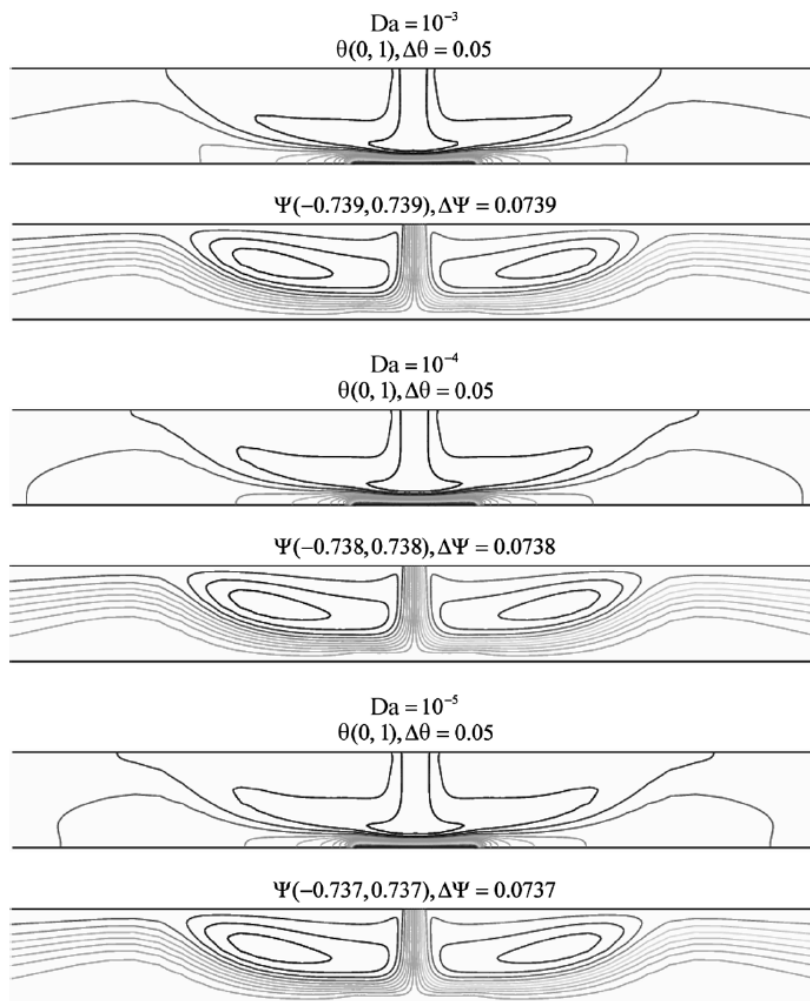 Da = 10⁻³
θ(0, 1), Δθ = 0.05
Ψ(−0.739, 0.739), ΔΨ = 0.0739
Da = 10⁻⁴
θ(0, 1), Δθ = 0.05
Ψ(−0.738, 0.738), ΔΨ = 0.0738
Da = 10⁻⁵
θ(0, 1), Δθ = 0.05
Ψ(−0.737, 0.737), ΔΨ = 0.0737